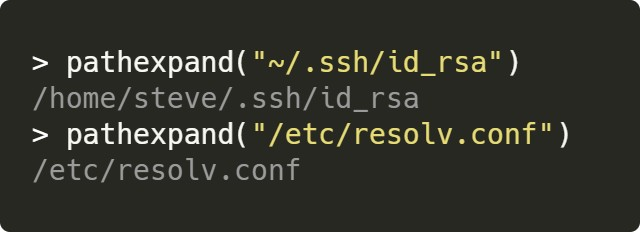 > pathexpand("~/.ssh/id_rsa")
/home/steve/.ssh/id_rsa
> pathexpand("/etc/resolv.conf")
/etc/resolv.conf